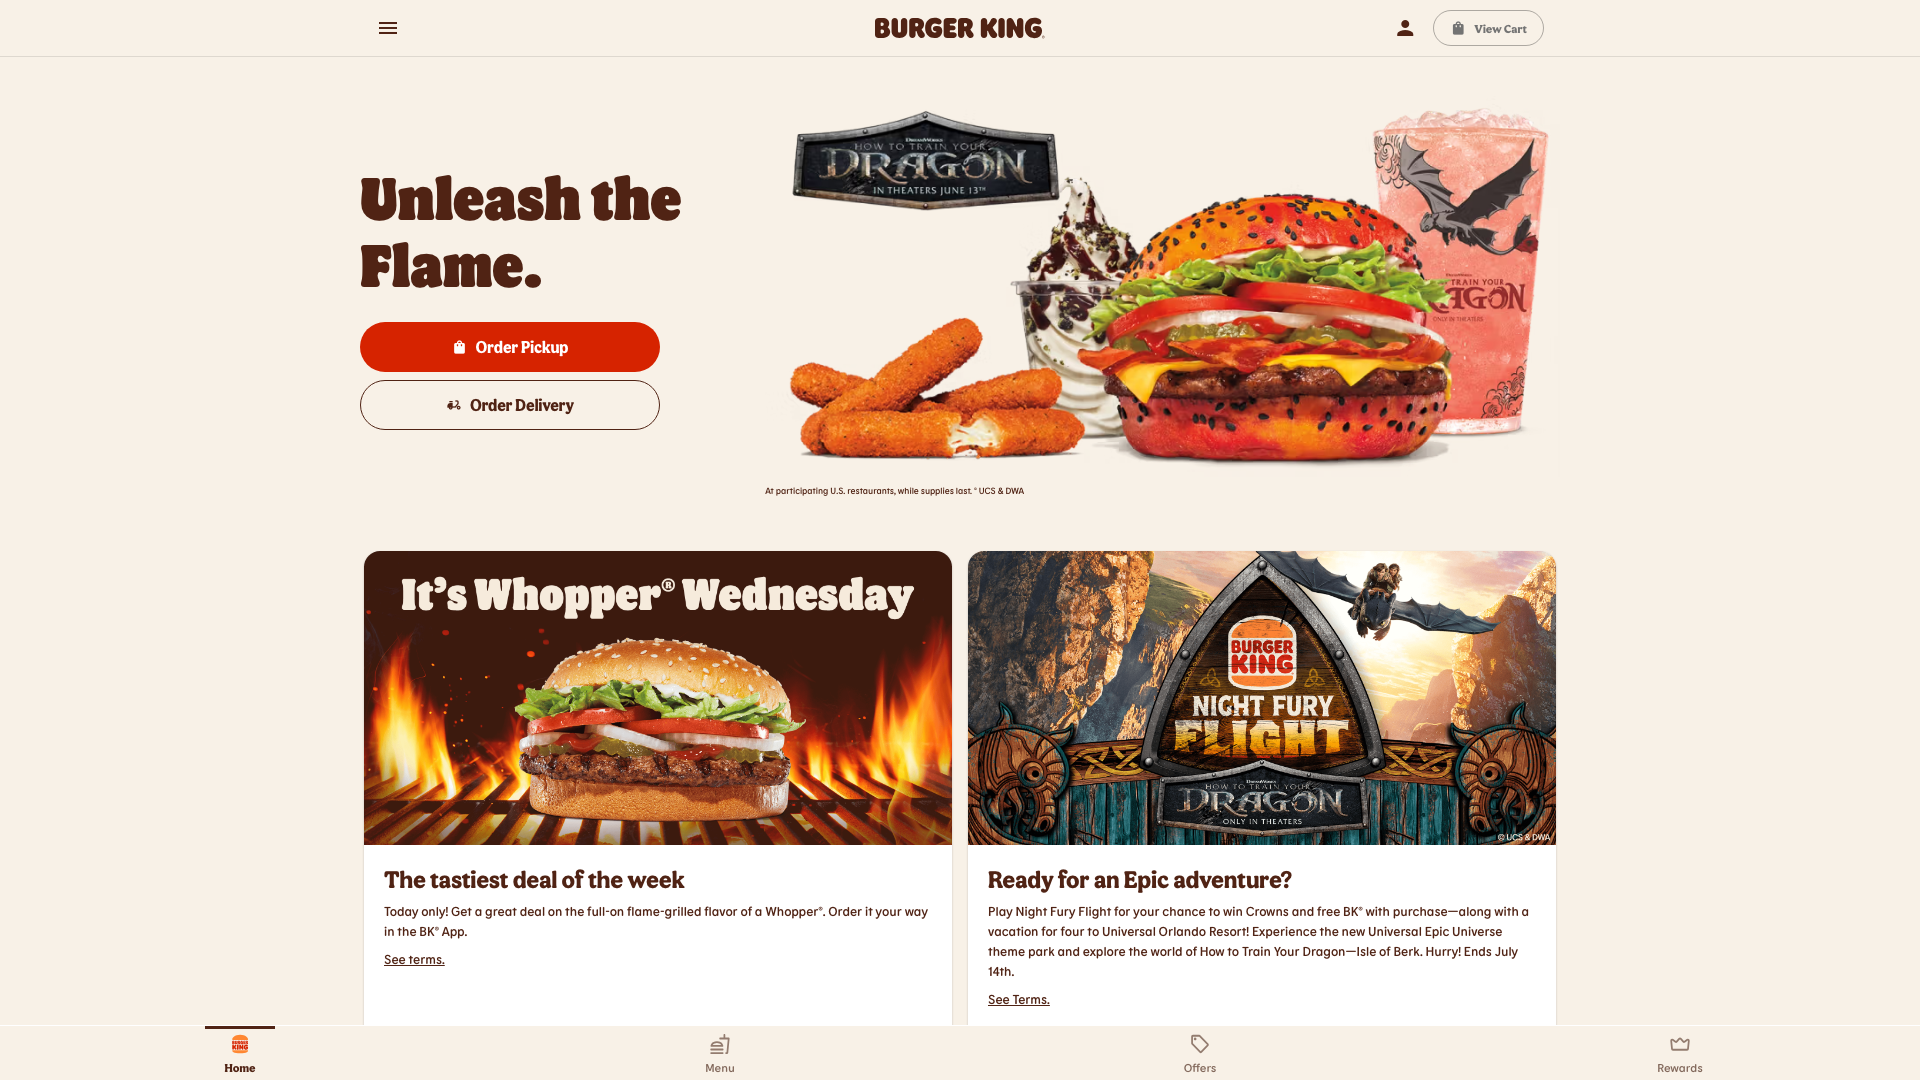 BURGER KING
View Cart
DreamWorks
HOW TO TRAIN YOUR
DRAGON
IN THEATERS JUNE 13TH
Unleash the
Flame.
Order Pickup
Order Delivery
DreamWorks
TRAIN YOUR
AGON
ONLY IN THEATERS
At participating U.S. restaurants, while supplies last. © UCS & DWA
It's Whopper® Wednesday
BURGER
KING
NIGHT FURY
FLIGHT
DreamWorks
HOW TO TRAIN YOUR
DRAGON
ONLY IN THEATERS
© UCS & DWA
The tastiest deal of the week
Today only! Get a great deal on the full-on flame-grilled flavor of a Whopper®. Order it your way
in the BK® App.
See terms.
Ready for an Epic adventure?
Play Night Fury Flight for your chance to win Crowns and free BK® with purchase—along with a
vacation for four to Universal Orlando Resort! Experience the new Universal Epic Universe
theme park and explore the world of How to Train Your Dragon—Isle of Berk. Hurry! Ends July
14th.
See Terms.
BURGER
KING
Home
Menu
Offers
Rewards